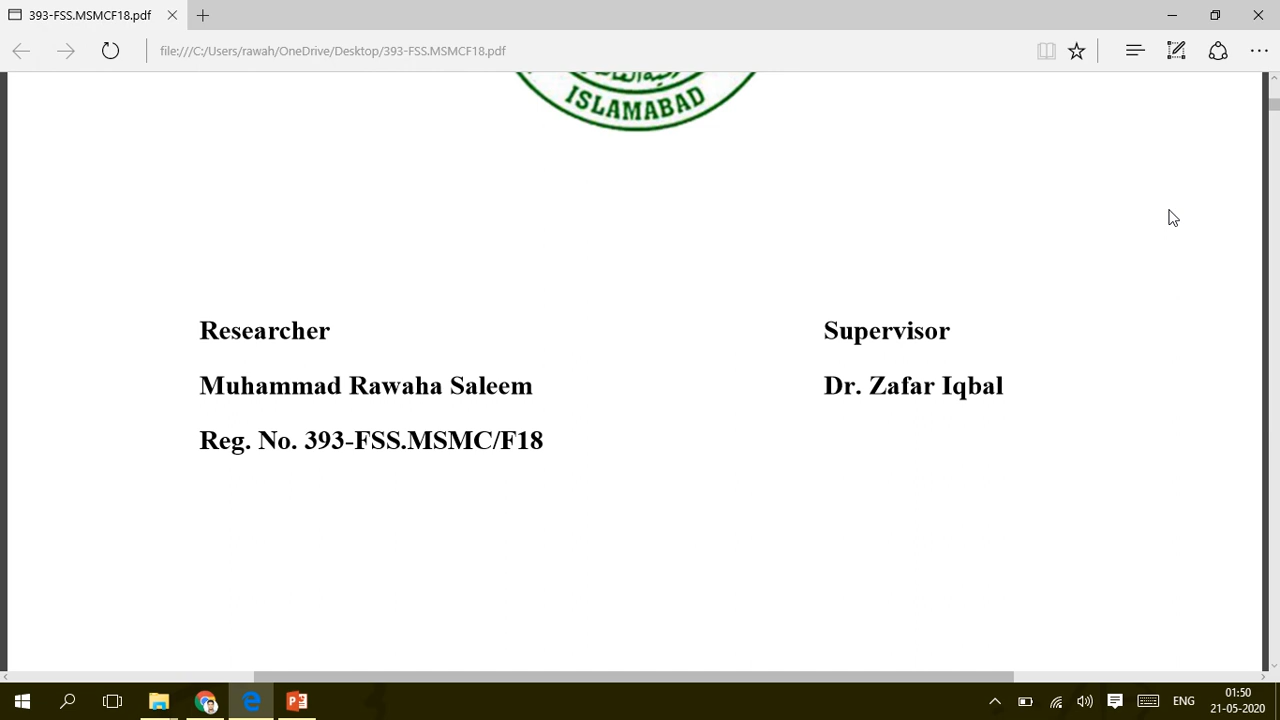 393-FSS.MSMCF18.pdf
file:///C:/Users/rawah/OneDrive/Desktop/393-FSS.MSMCF18.pdf
ISLAMABAD
Researcher
Supervisor
Muhammad Rawaha Saleem
Dr. Zafar Iqbal
Reg. No. 393-FSS.MSMC/F18
ENG
01:50
21-05-2020